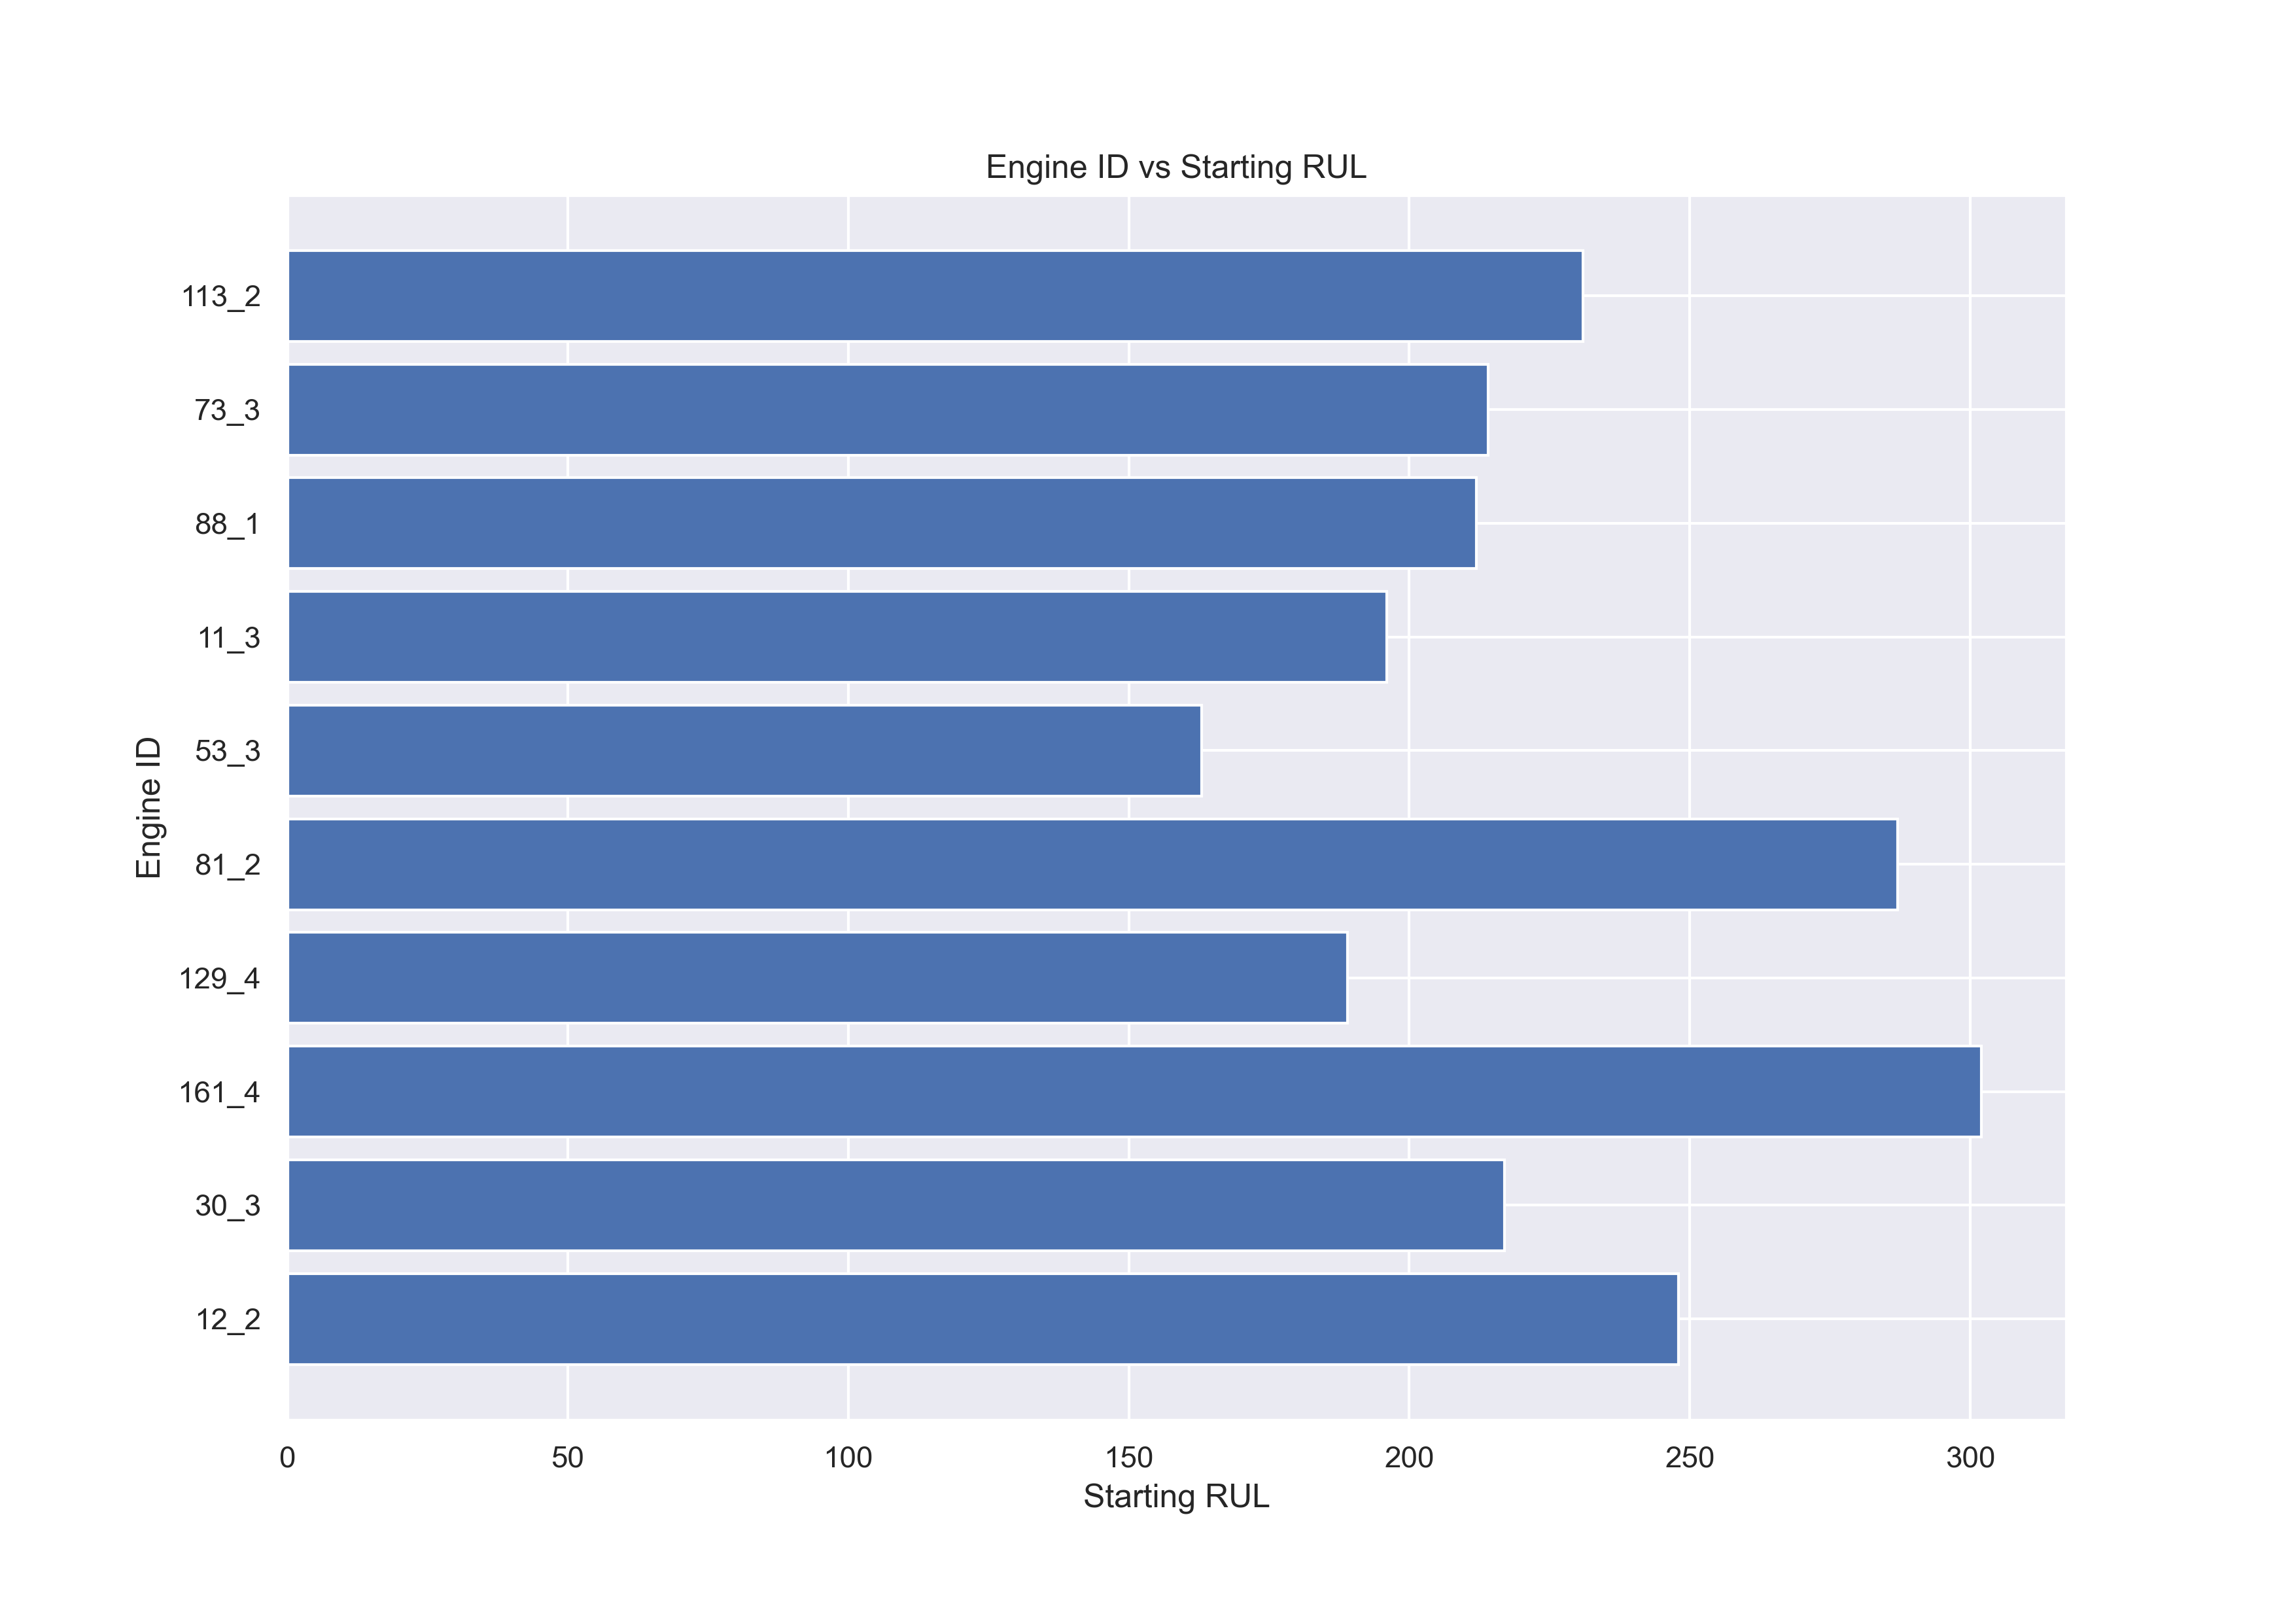 Engine ID vs Starting RUL
113_2
73_3
88_1
11_3
53_3
81_2
129_4
161_4
30_3
12_2
Engine ID
0 50 100 150 200 250 300
Starting RUL